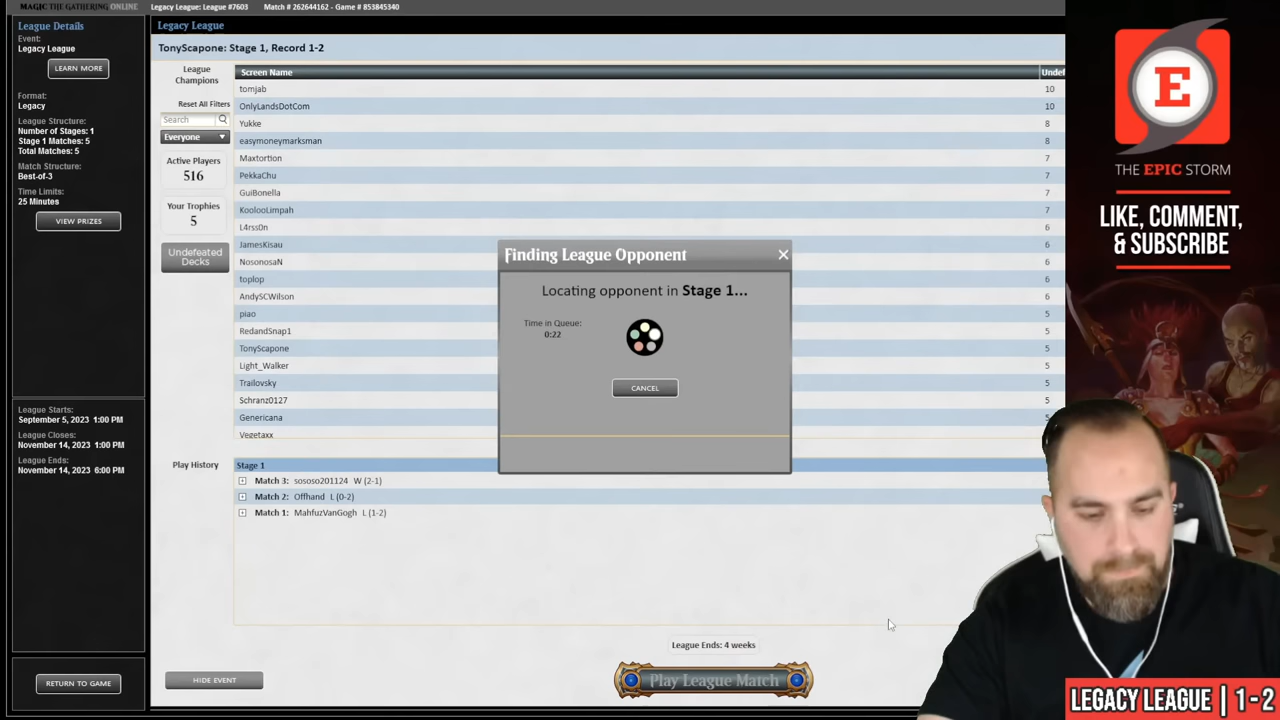 MAGIC THE GATHERING ONLINE
Legacy League: League #7603
Match # 262644162 - Game # 853845340
League Details
Event:
Legacy League
LEARN MORE
Format:
Legacy
League Structure:
Number of Stages: 1
Stage 1 Matches: 5
Total Matches: 5
Match Structure:
Best-of-3
Time Limits:
25 Minutes
VIEW PRIZES
League Starts:
September 5, 2023 1:00 PM
League Closes:
November 14, 2023 1:00 PM
League Ends:
November 14, 2023 6:00 PM
RETURN TO GAME
Legacy League
TonyScapone: Stage 1, Record 1-2
League
Champions
Reset All Filters
Search
Everyone
Active Players
516
Your Trophies
5
Undefeated
Decks
Screen Name
Undef
tomjab 10
OnlyLandsDotCom 10
Yukke 8
easymoneymarksman 8
Maxtortion 7
PekkaChu 7
GuiBonella 7
KoolooLimpah 7
L4rss0n 6
JamesKisau 6
NosonosaN 6
toplop 6
AndySCWilson 6
piao 5
RedandSnap1 5
TonyScapone 5
Light_Walker 5
Trailovsky 5
Schranz0127 5
Genericana 5
Vegetaxx
Finding League Opponent
Locating opponent in Stage 1...
Time in Queue:
0:22
CANCEL
Play History
Stage 1
Match 3: sososo201124 W (2-1)
Match 2: Offhand L (0-2)
Match 1: MahfuzVanGogh L (1-2)
League Ends: 4 weeks
HIDE EVENT
Play League Match
E
THE EPIC STORM
LIKE, COMMENT,
& SUBSCRIBE
LEGACY LEAGUE | 1-2